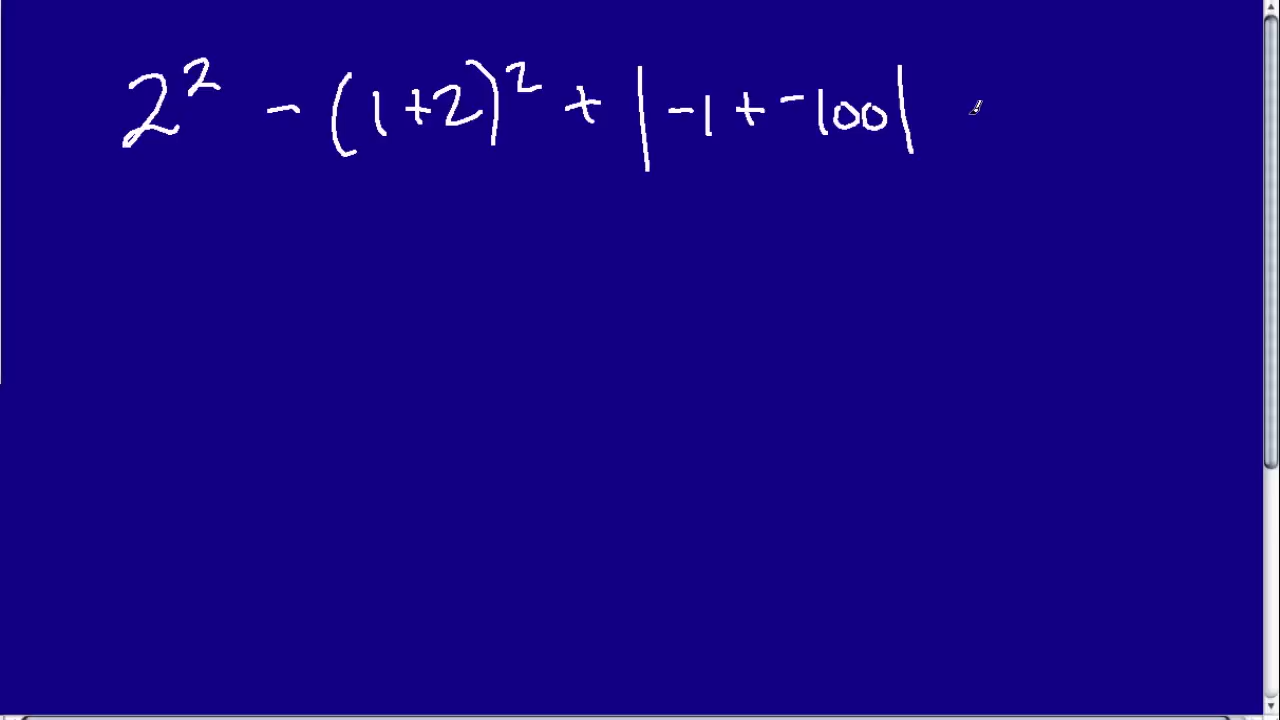 2² - (1+2)² + |-1 + -100|